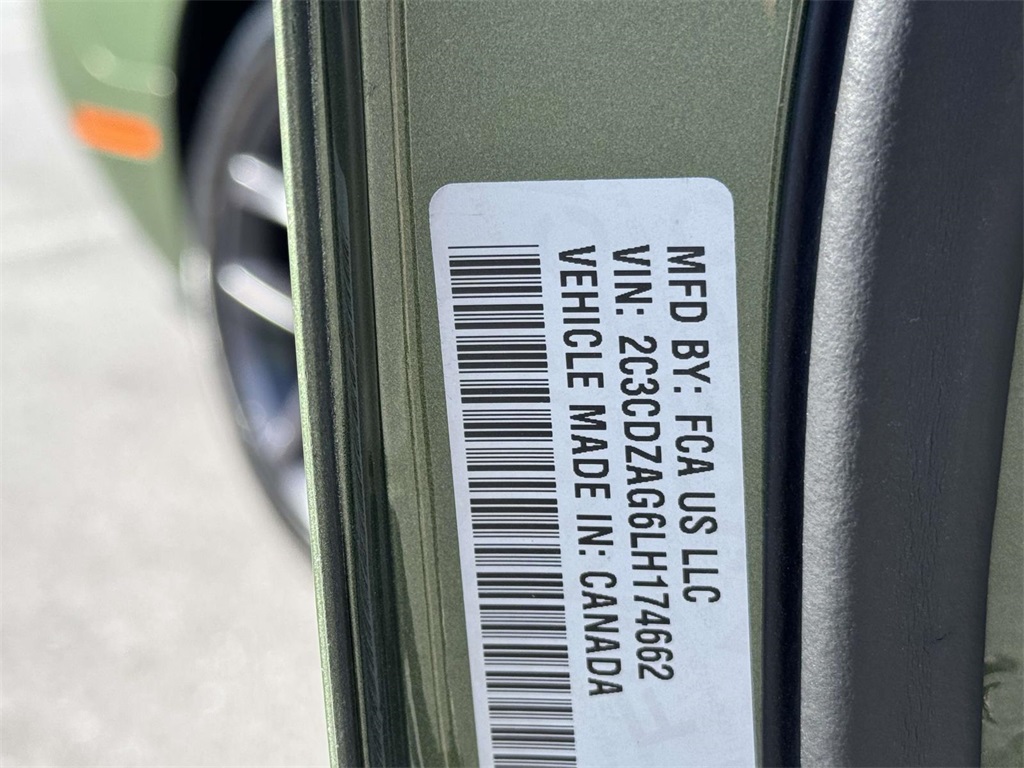 MFD BY: FCA US LLC
VIN: 2C3CDZAG6LH174662
VEHICLE MADE IN: CANADA